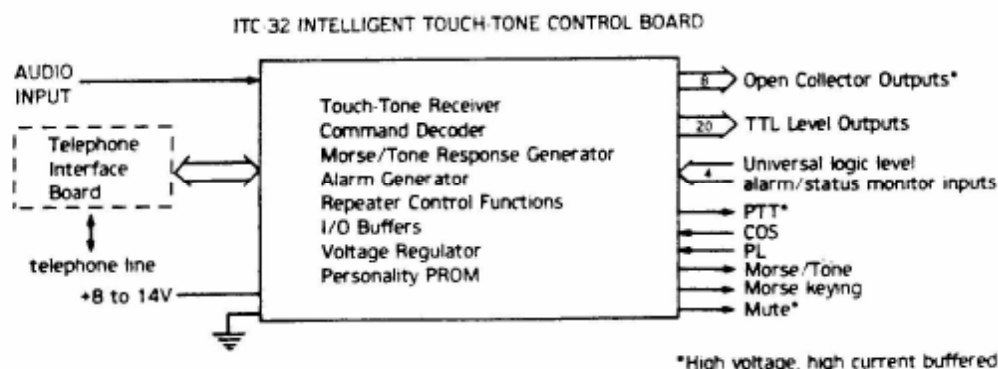 ITC-32 INTELLIGENT TOUCH-TONE CONTROL BOARD
AUDIO
INPUT
Telephone
Interface
Board
telephone line
+8 to 14V
Touch-Tone Receiver
Command Decoder
Morse/Tone Response Generator
Alarm Generator
Repeater Control Functions
I/O Buffers
Voltage Regulator
Personality PROM
8 Open Collector Outputs*
20 TTL Level Outputs
4 Universal logic level
alarm/status monitor inputs
PTT*
COS
PL
Morse/Tone
Morse keying
Mute*
*High voltage, high current buffered